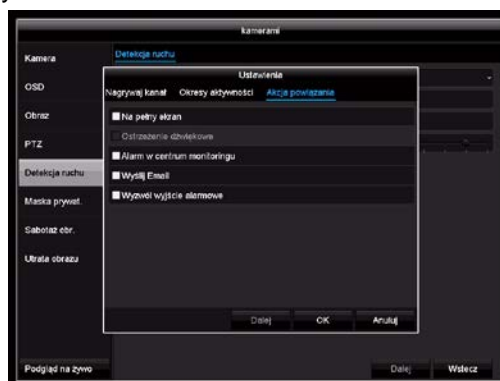 kamerami
Kamera
OSD
Obraz
PTZ
Detekcja ruchu
Maska prywat.
Sabotaż obr.
Utrata obrazu
Podgląd na żywo
Detekcja ruchu
Ustawienia
Nagrywaj kanał Okresy aktywności Akcja powiązania
Na pełny ekran
Ostrzeżenie dźwiękowe
Alarm w centrum monitoringu
Wyślij Email
Wyzwól wyjście alarmowe
Dalej OK Anuluj
Dalej Wstecz